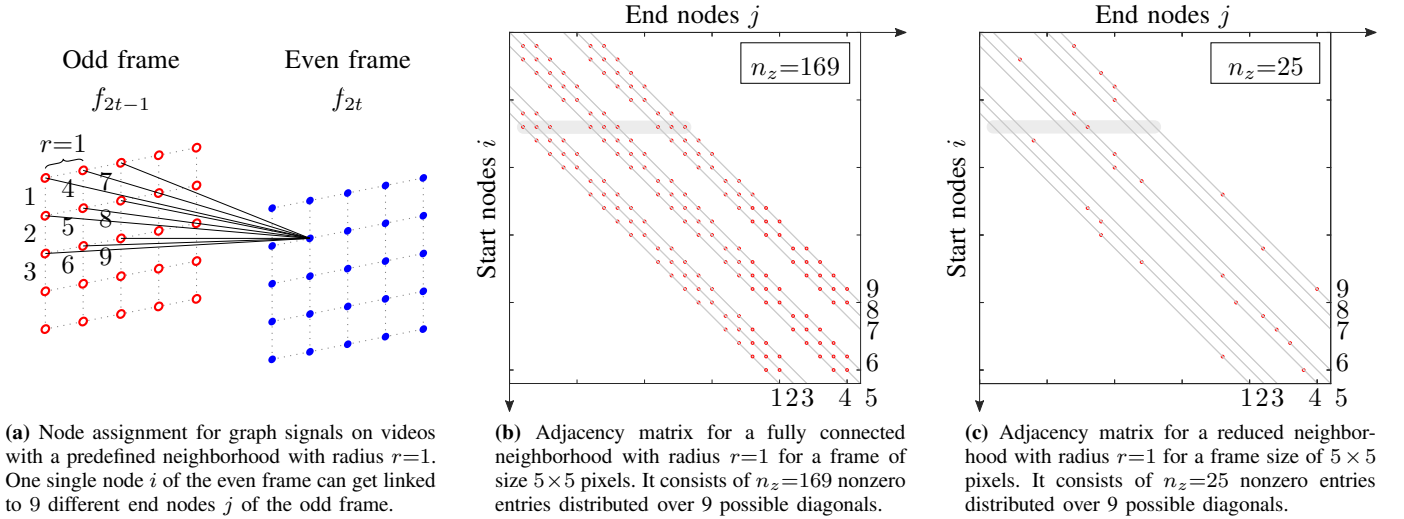 Odd frame
Even frame
f_{2t−1}
f_{2t}
r=1
1
4
7
2
5
8
3
6
9
(a) Node assignment for graph signals on videos
with a predefined neighborhood with radius r=1.
One single node i of the even frame can get linked
to 9 different end nodes j of the odd frame.
End nodes j
Start nodes i
n_z=169
9
8
7
6
1 2 3 4 5
(b) Adjacency matrix for a fully connected
neighborhood with radius r=1 for a frame of
size 5×5 pixels. It consists of n_z=169 nonzero
entries distributed over 9 possible diagonals.
End nodes j
Start nodes i
n_z=25
9
8
7
6
1 2 3 4 5
(c) Adjacency matrix for a reduced neighbor-
hood with radius r=1 for a frame size of 5×5
pixels. It consists of n_z=25 nonzero entries
distributed over 9 possible diagonals.